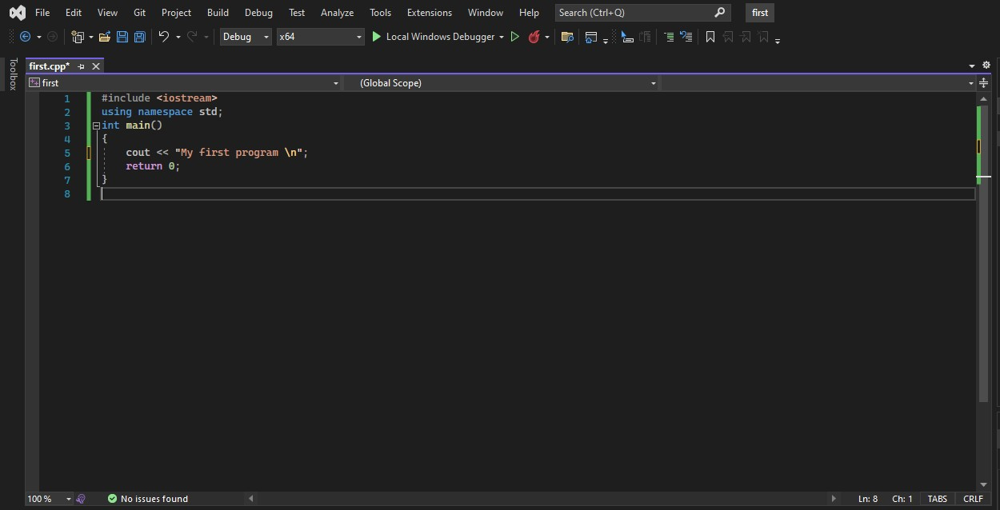 File Edit View Git Project Build Debug Test Analyze Tools Extensions Window Help Search (Ctrl+Q) first
Debug x64 Local Windows Debugger
Toolbox
first.cpp*
first (Global Scope)
1 #include <iostream>
2 using namespace std;
3 int main()
4 {
5 cout << "My first program \n";
6 return 0;
7 }
8
100 % No issues found Ln: 8 Ch: 1 TABS CRLF